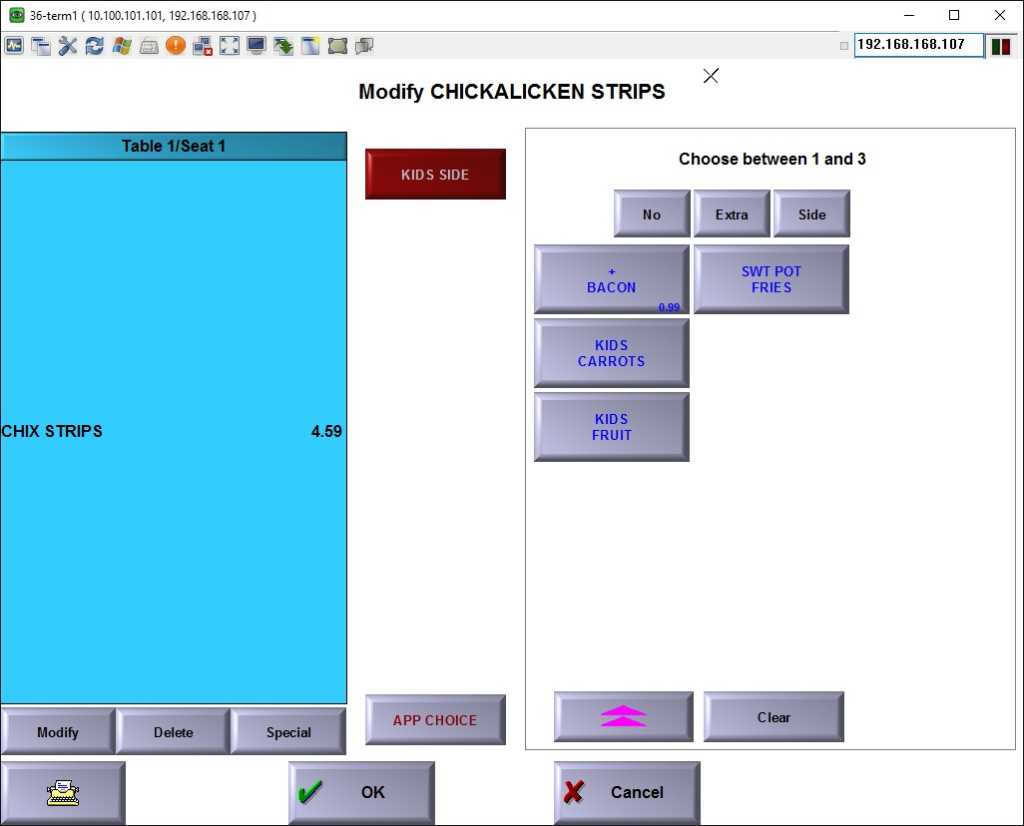 36-term1 ( 10.100.101.101, 192.168.168.107 )
192.168.168.107
Modify CHICKALICKEN STRIPS
Table 1/Seat 1
KIDS SIDE
Choose between 1 and 3
No
Extra
Side
+
BACON
0.99
SWT POT
FRIES
KIDS
CARROTS
KIDS
FRUIT
CHIX STRIPS 4.59
APP CHOICE
Clear
Modify
Delete
Special
OK
Cancel